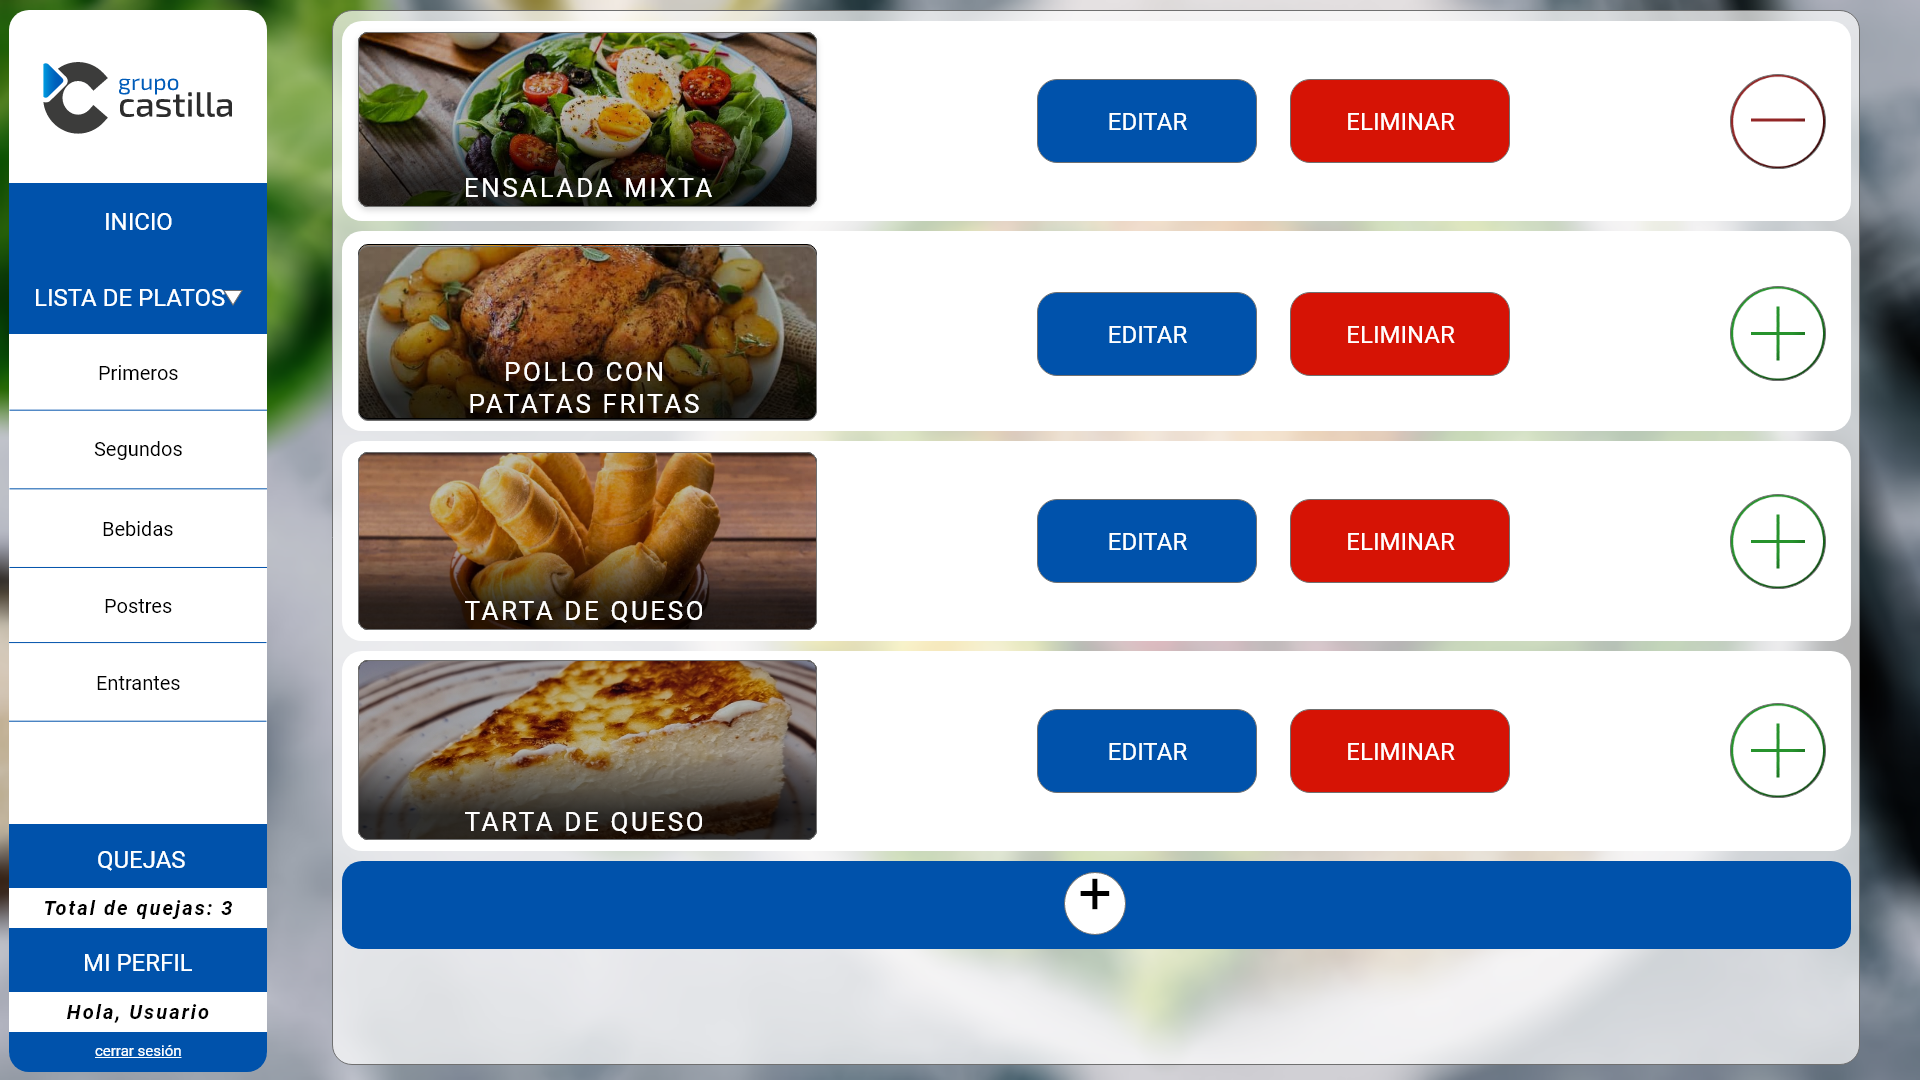 grupo
castilla
INICIO
LISTA DE PLATOS
Primeros
Segundos
Bebidas
Postres
Entrantes
QUEJAS
Total de quejas: 3
MI PERFIL
Hola, Usuario
cerrar sesión
ENSALADA MIXTA
EDITAR
ELIMINAR
POLLO CON
PATATAS FRITAS
EDITAR
ELIMINAR
TARTA DE QUESO
EDITAR
ELIMINAR
TARTA DE QUESO
EDITAR
ELIMINAR
+